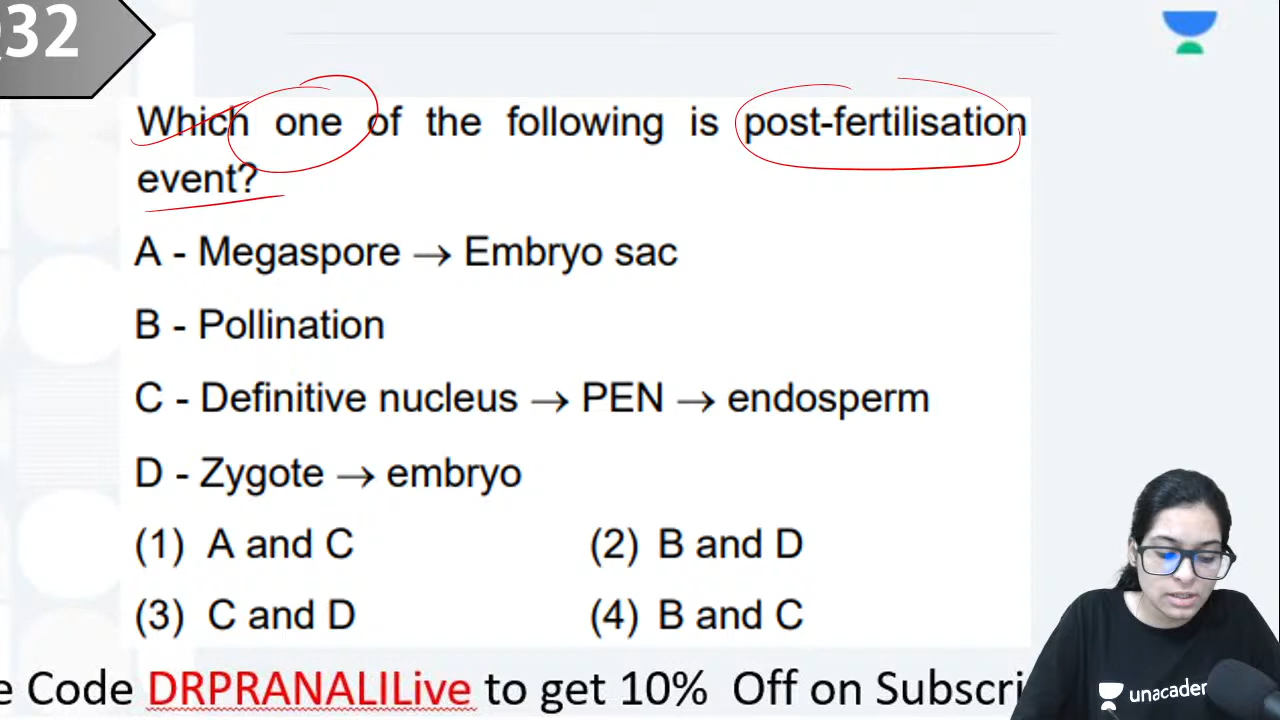 32
Which one of the following is post-fertilisation
event?
A - Megaspore → Embryo sac
B - Pollination
C - Definitive nucleus → PEN → endosperm
D - Zygote → embryo
(1) A and C (2) B and D
(3) C and D (4) B and C
e Code DRPRANALILive to get 10% Off on Subscri
unacader